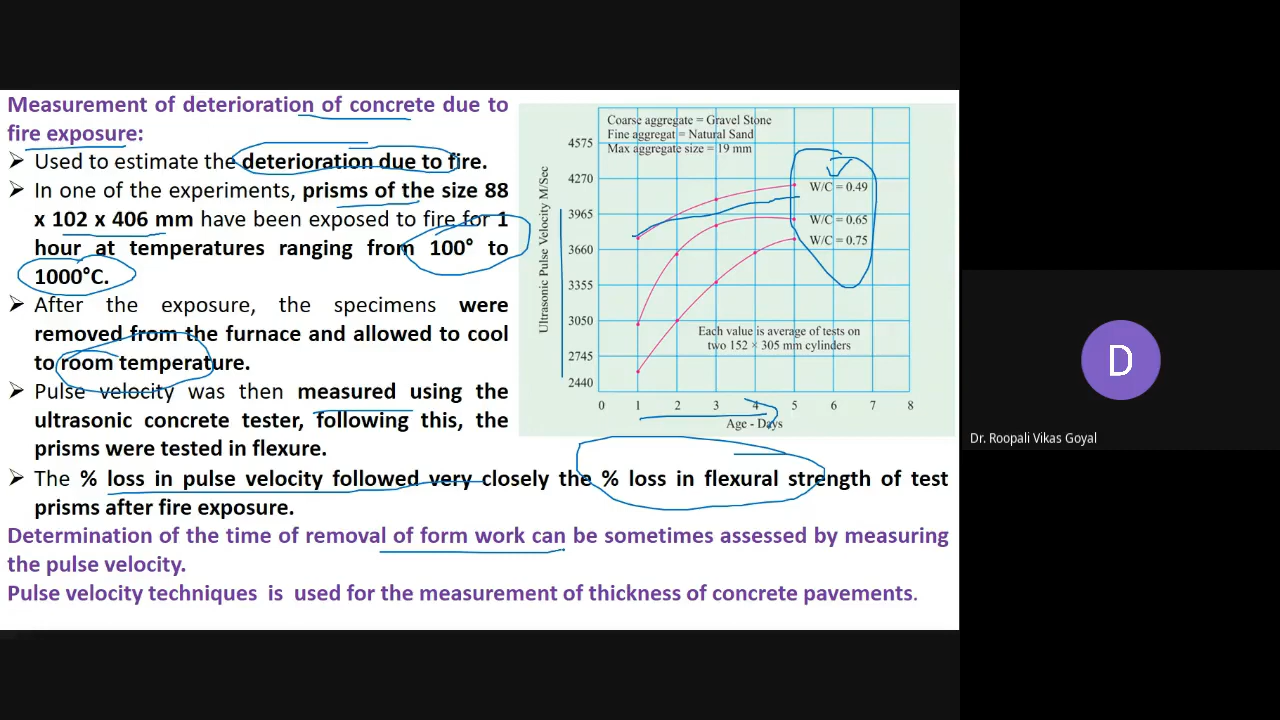 Measurement of deterioration of concrete due to
fire exposure:
➢ Used to estimate the deterioration due to fire.
➢ In one of the experiments, prisms of the size 88
x 102 x 406 mm have been exposed to fire for 1
hour at temperatures ranging from 100° to
1000°C.
➢ After the exposure, the specimens were
removed from the furnace and allowed to cool
to room temperature.
➢ Pulse velocity was then measured using the
ultrasonic concrete tester, following this, the
prisms were tested in flexure.
➢ The % loss in pulse velocity followed very closely the % loss in flexural strength of test
prisms after fire exposure.
Determination of the time of removal of form work can be sometimes assessed by measuring
the pulse velocity.
Pulse velocity techniques is used for the measurement of thickness of concrete pavements.
Coarse aggregate = Gravel Stone
Fine aggregat = Natural Sand
Max aggregate size = 19 mm
Ultrasonic Pulse Velocity M/Sec
4575
4270
3965
3660
3355
3050
2745
2440
W/C = 0.49
W/C = 0.65
W/C = 0.75
Each value is average of tests on
two 152 × 305 mm cylinders
0 1 2 3 4 5 6 7 8
Age - Days
D
Dr. Roopali Vikas Goyal